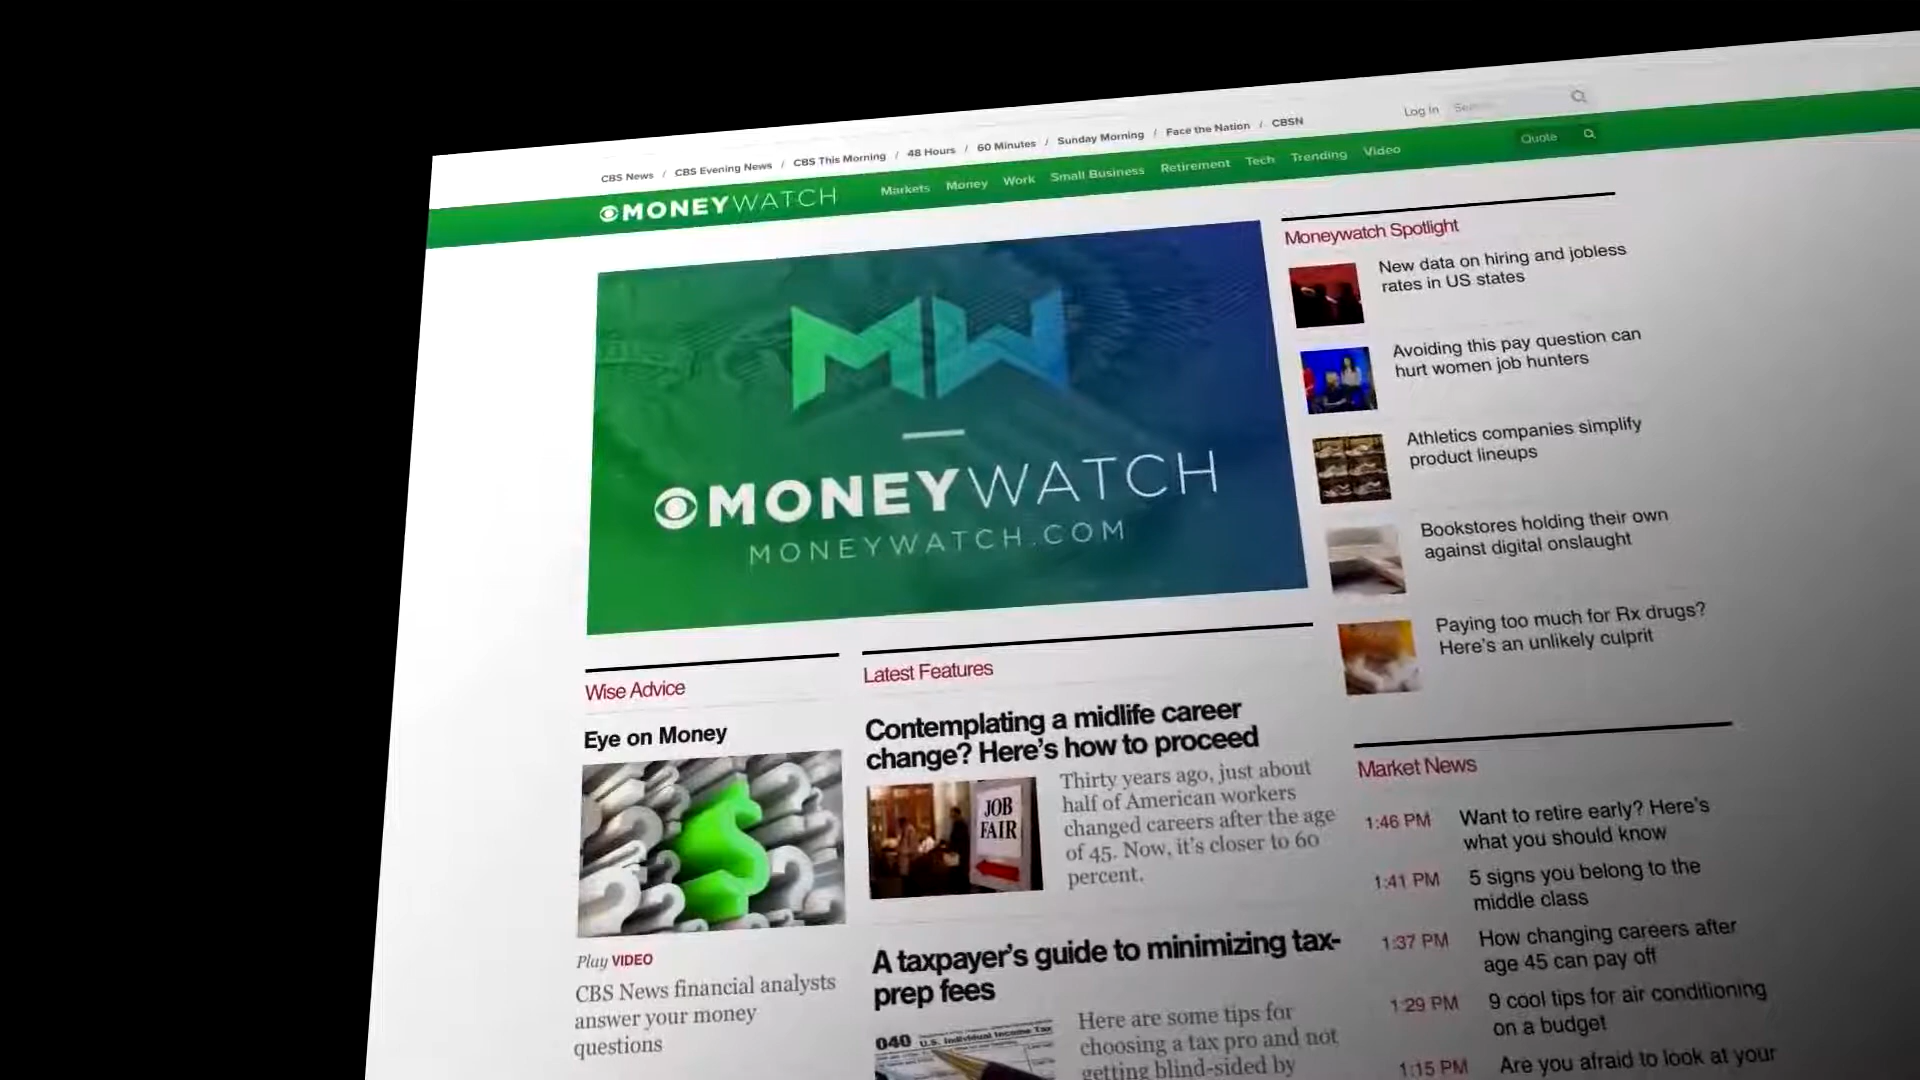 CBS News / CBS Evening News / CBS This Morning / 48 Hours / 60 Minutes / Sunday Morning / Face the Nation / CBSN
Log In
MONEYWATCH
Markets Money Work Small Business Retirement Tech Trending Video
Quote
MW
MONEYWATCH
MONEYWATCH.COM
Moneywatch Spotlight
New data on hiring and jobless
rates in US states
Avoiding this pay question can
hurt women job hunters
Athletics companies simplify
product lineups
Bookstores holding their own
against digital onslaught
Paying too much for Rx drugs?
Here's an unlikely culprit
Wise Advice
Eye on Money
Play VIDEO
CBS News financial analysts
answer your money
questions
Latest Features
Contemplating a midlife career
change? Here's how to proceed
JOB
FAIR
Thirty years ago, just about
half of American workers
changed careers after the age
of 45. Now, it's closer to 60
percent.
A taxpayer's guide to minimizing tax-
prep fees
040 U.S. Individual Income Tax
Here are some tips for
choosing a tax pro and not
getting blind-sided by
Market News
1:46 PM Want to retire early? Here's
what you should know
1:41 PM 5 signs you belong to the
middle class
1:37 PM How changing careers after
age 45 can pay off
1:29 PM 9 cool tips for air conditioning
on a budget
1:15 PM Are you afraid to look at your